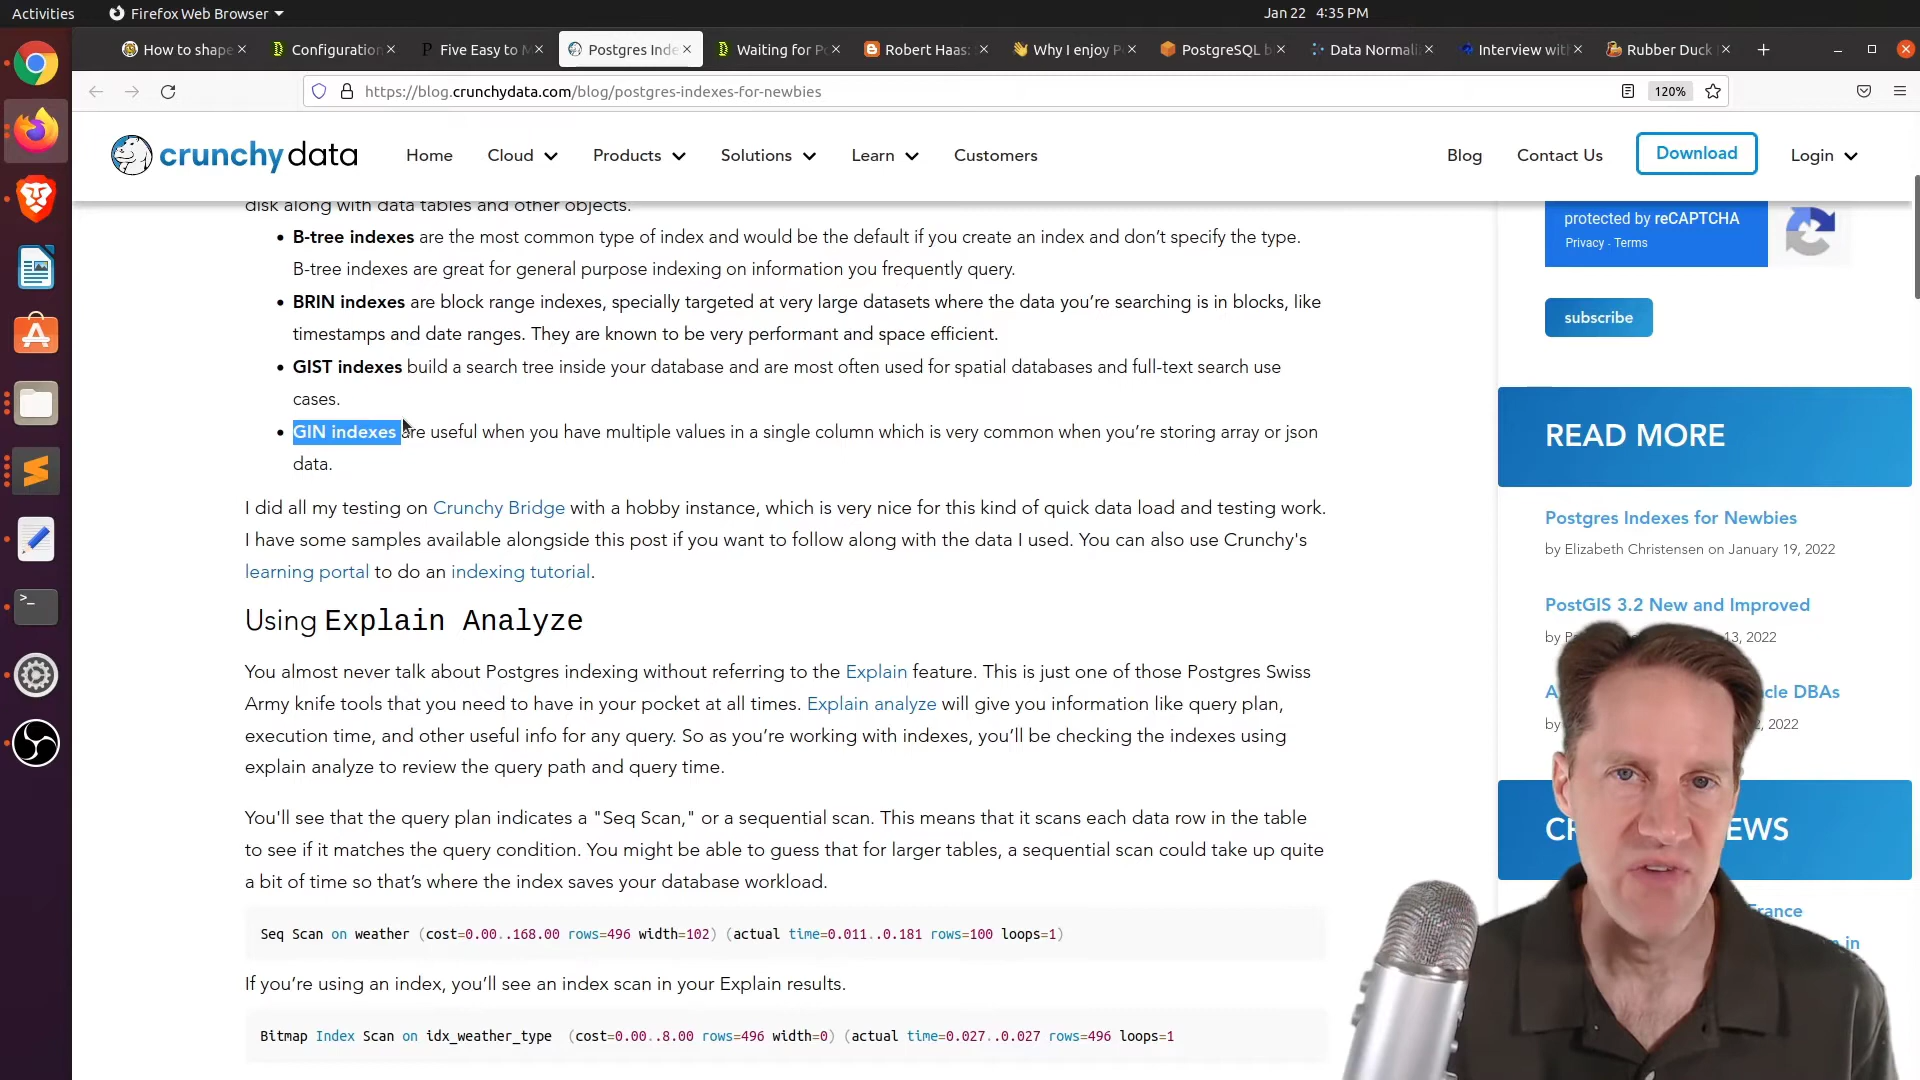 Activities
Firefox Web Browser
Jan 22 4:35 PM
How to shape
Configuration
Five Easy to M
Postgres Inde
Waiting for Po
Robert Haas:
Why I enjoy P
PostgreSQL b
Data Normali
Interview wit
Rubber Duck
https://blog.crunchydata.com/blog/postgres-indexes-for-newbies
120%
crunchydata
Home
Cloud
Products
Solutions
Learn
Customers
Blog
Contact Us
Download
Login
disk along with data tables and other objects.
• B-tree indexes are the most common type of index and would be the default if you create an index and don’t specify the type.
B-tree indexes are great for general purpose indexing on information you frequently query.
• BRIN indexes are block range indexes, specially targeted at very large datasets where the data you’re searching is in blocks, like
timestamps and date ranges. They are known to be very performant and space efficient.
• GIST indexes build a search tree inside your database and are most often used for spatial databases and full-text search use
cases.
• GIN indexes are useful when you have multiple values in a single column which is very common when you’re storing array or json
data.
I did all my testing on Crunchy Bridge with a hobby instance, which is very nice for this kind of quick data load and testing work.
I have some samples available alongside this post if you want to follow along with the data I used. You can also use Crunchy's
learning portal to do an indexing tutorial.
Using Explain Analyze
You almost never talk about Postgres indexing without referring to the Explain feature. This is just one of those Postgres Swiss
Army knife tools that you need to have in your pocket at all times. Explain analyze will give you information like query plan,
execution time, and other useful info for any query. So as you’re working with indexes, you’ll be checking the indexes using
explain analyze to review the query path and query time.
You'll see that the query plan indicates a "Seq Scan," or a sequential scan. This means that it scans each data row in the table
to see if it matches the query condition. You might be able to guess that for larger tables, a sequential scan could take up quite
a bit of time so that’s where the index saves your database workload.
Seq Scan on weather (cost=0.00..168.00 rows=496 width=102) (actual time=0.011..0.181 rows=100 loops=1)
If you’re using an index, you’ll see an index scan in your Explain results.
Bitmap Index Scan on idx_weather_type (cost=0.00..8.00 rows=496 width=0) (actual time=0.027..0.027 rows=496 loops=1
protected by reCAPTCHA
Privacy - Terms
subscribe
READ MORE
Postgres Indexes for Newbies
by Elizabeth Christensen on January 19, 2022
PostGIS 3.2 New and Improved
by 13, 2022
DBAs
by 2, 2022
France
in